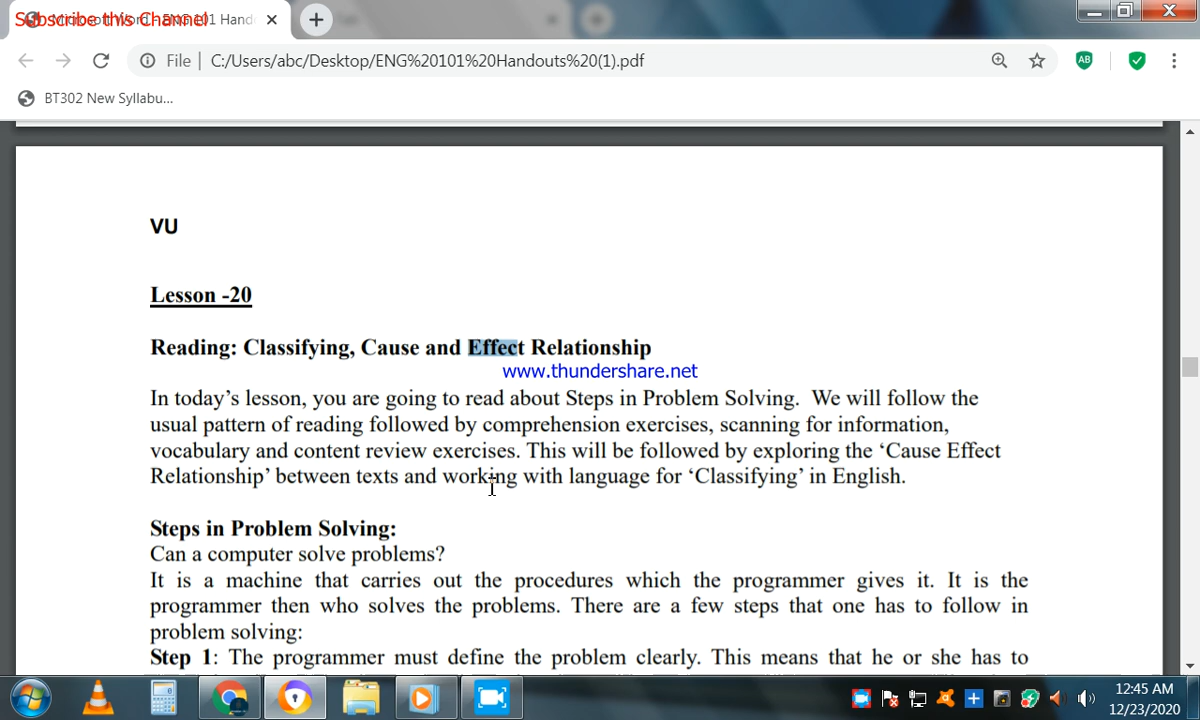 Subscribe this Channel
File C:/Users/abc/Desktop/ENG%20101%20Handouts%20(1).pdf
AB
BT302 New Syllabu...
VU
Lesson -20
Reading: Classifying, Cause and Effect Relationship
www.thundershare.net
In today’s lesson, you are going to read about Steps in Problem Solving. We will follow the
usual pattern of reading followed by comprehension exercises, scanning for information,
vocabulary and content review exercises. This will be followed by exploring the ‘Cause Effect
Relationship’ between texts and working with language for ‘Classifying’ in English.
Steps in Problem Solving:
Can a computer solve problems?
It is a machine that carries out the procedures which the programmer gives it. It is the
programmer then who solves the problems. There are a few steps that one has to follow in
problem solving:
Step 1: The programmer must define the problem clearly. This means that he or she has to
12:45 AM
12/23/2020